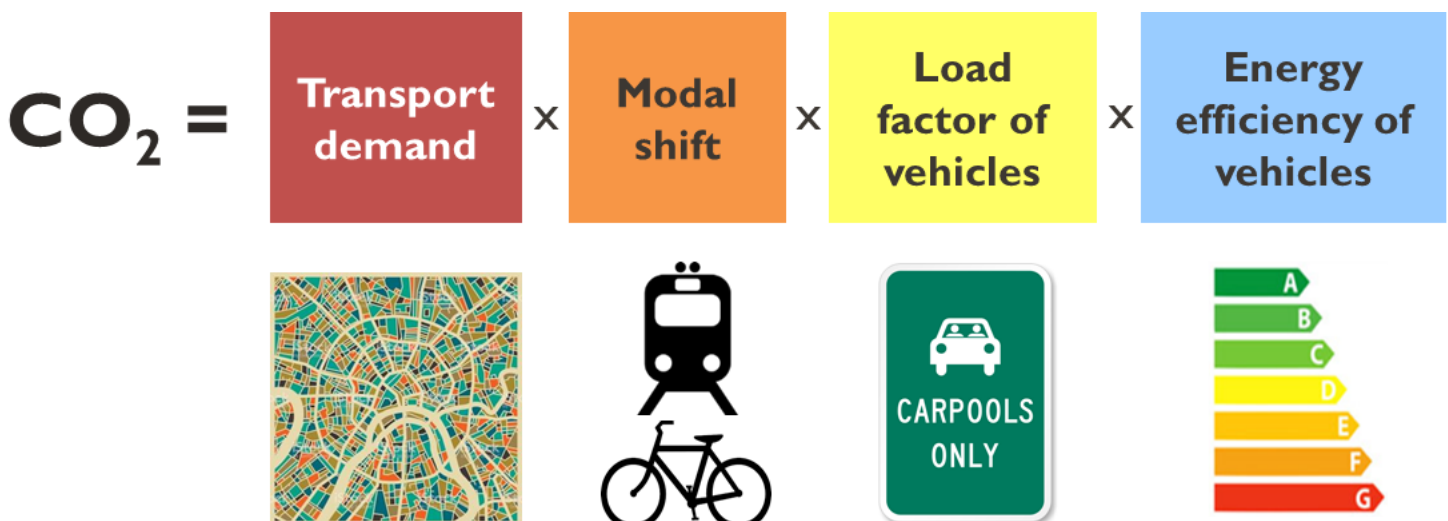 CO₂ =
Transport
demand
x
Modal
shift
x
Load
factor of
vehicles
x
Energy
efficiency of
vehicles
CARPOOLS
ONLY
A
B
C
D
E
F
G